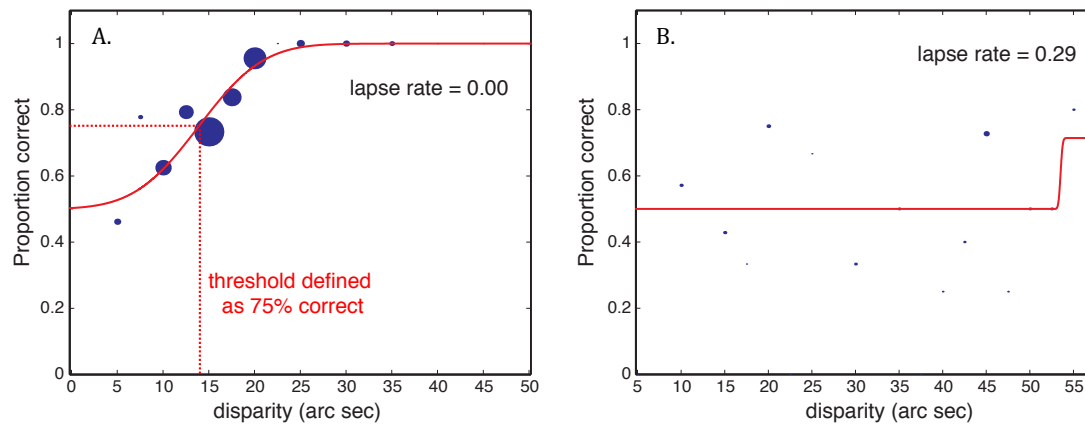 A.
lapse rate = 0.00
Proportion correct
1
0.8
0.6
0.4
0.2
0
threshold defined
as 75% correct
0 5 10 15 20 25 30 35 40 45 50
disparity (arc sec)
B.
lapse rate = 0.29
Proportion correct
1
0.8
0.6
0.4
0.2
0
5 10 15 20 25 30 35 40 45 50 55
disparity (arc sec)